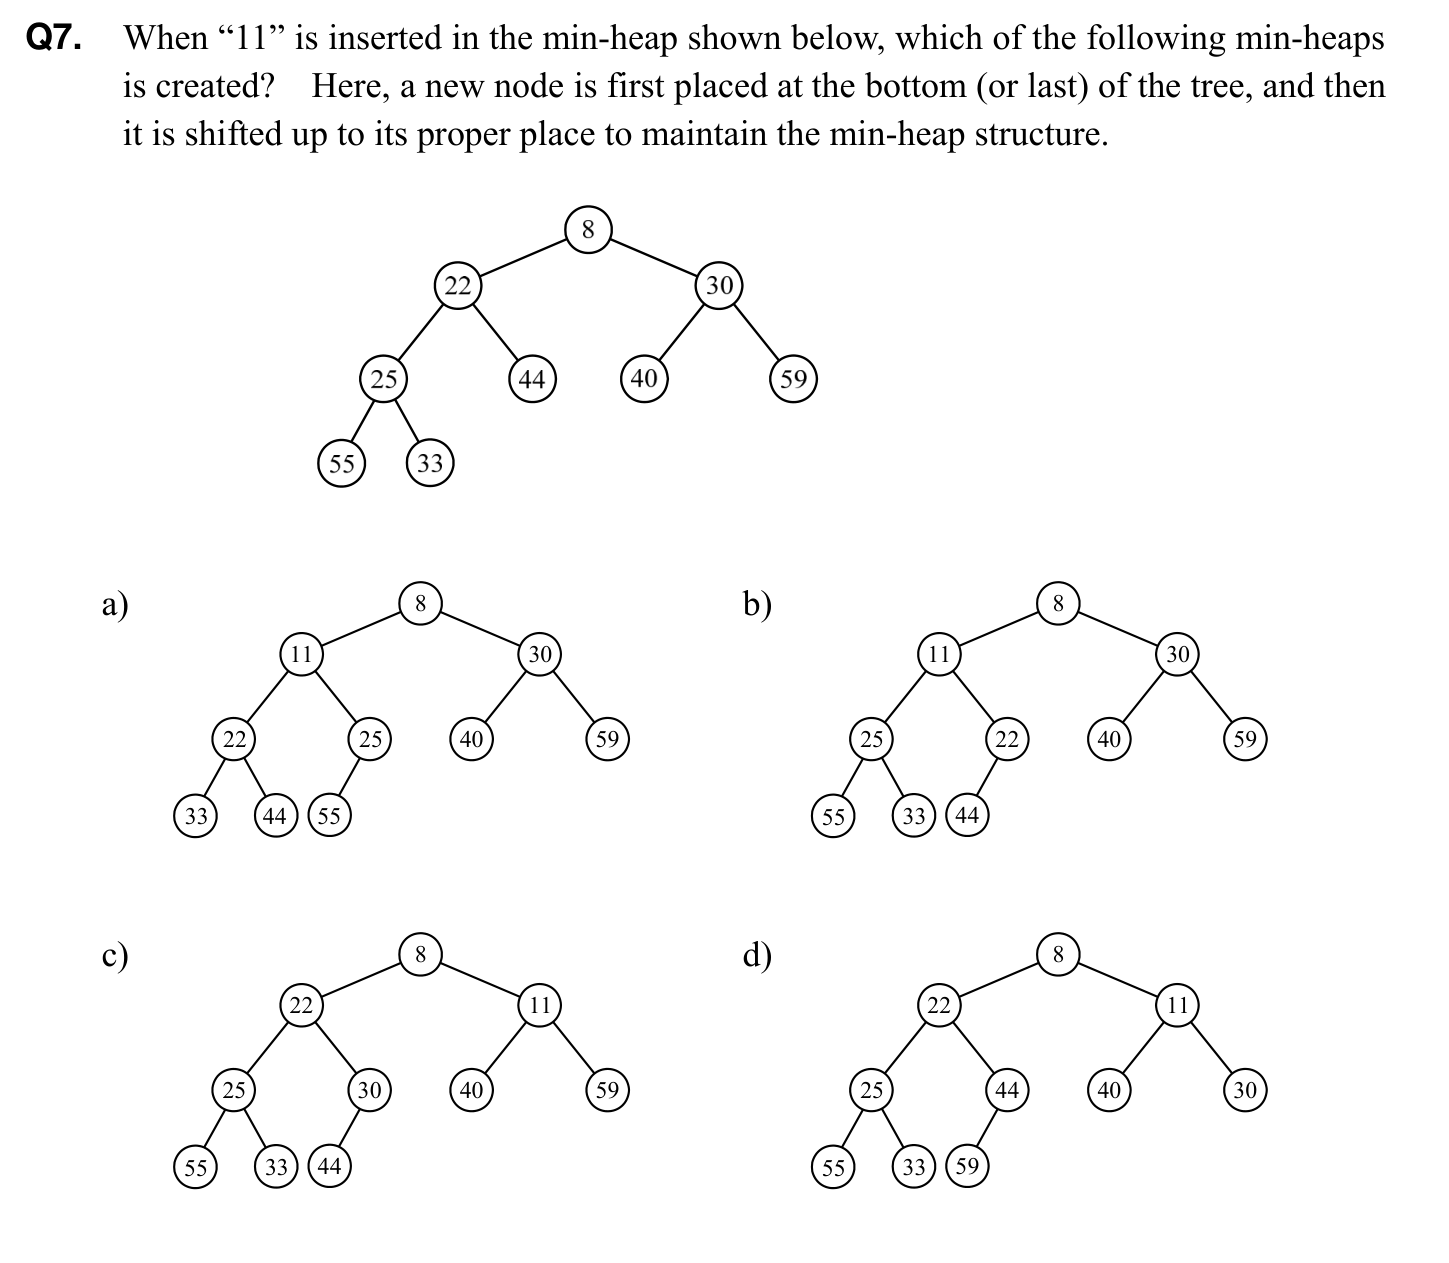 Q7. When “11” is inserted in the min-heap shown below, which of the following min-heaps
is created? Here, a new node is first placed at the bottom (or last) of the tree, and then
it is shifted up to its proper place to maintain the min-heap structure.
8
22 30
25 44 40 59
55 33
a)
8
11 30
22 25 40 59
33 44 55
b)
8
11 30
25 22 40 59
55 33 44
c)
8
22 11
25 30 40 59
55 33 44
d)
8
22 11
25 44 40 30
55 33 59